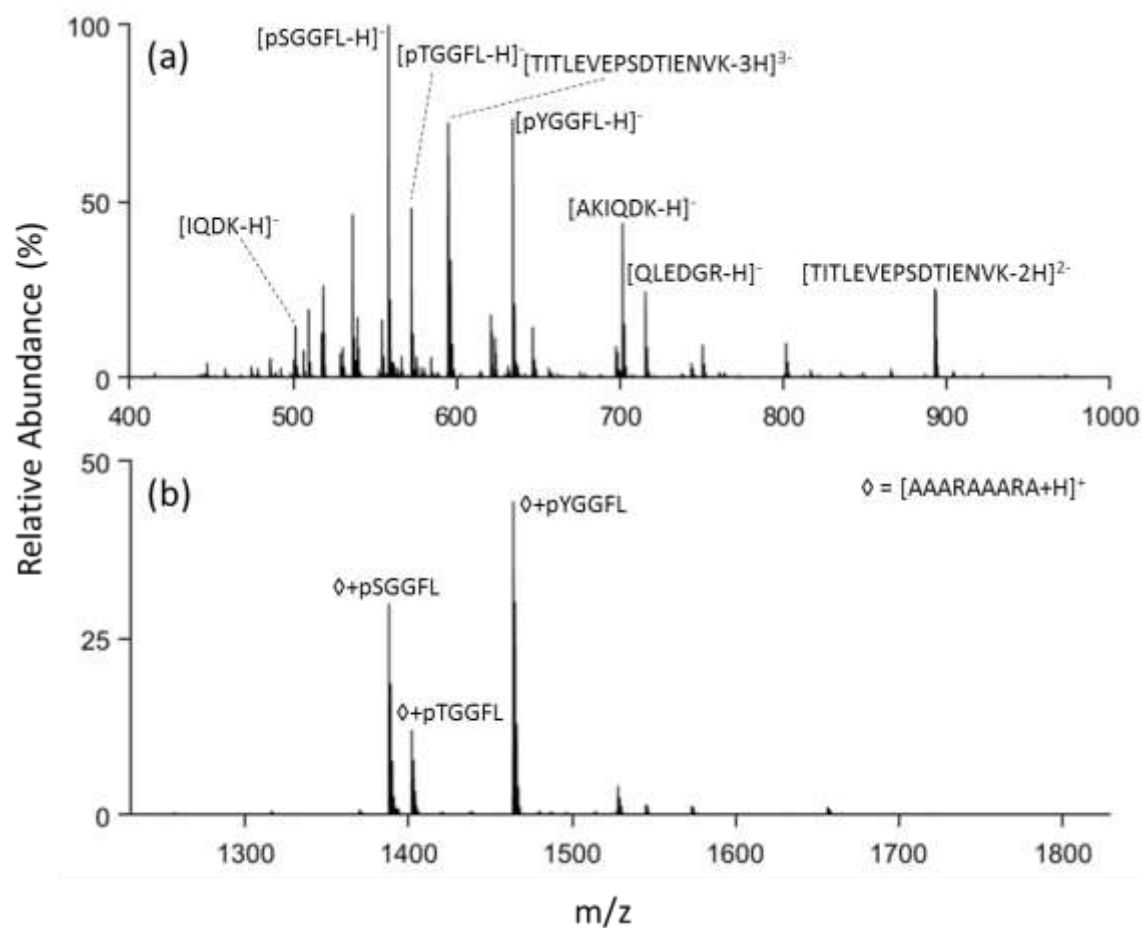 100
(a)
[pSGGFL-H]-
[pTGGFL-H]-
[TITLEVEPSDTIENVK-3H]3-
[pYGGFL-H]-
50
[IQDK-H]-
[AKIQDK-H]-
[QLEDGR-H]-
[TITLEVEPSDTIENVK-2H]2-
0
400 500 600 700 800 900 1000
Relative Abundance (%)
50
(b)
◊+pYGGFL
◊ = [AAARAAARA+H]+
◊+pSGGFL
25
◊+pTGGFL
0
1300 1400 1500 1600 1700 1800
m/z